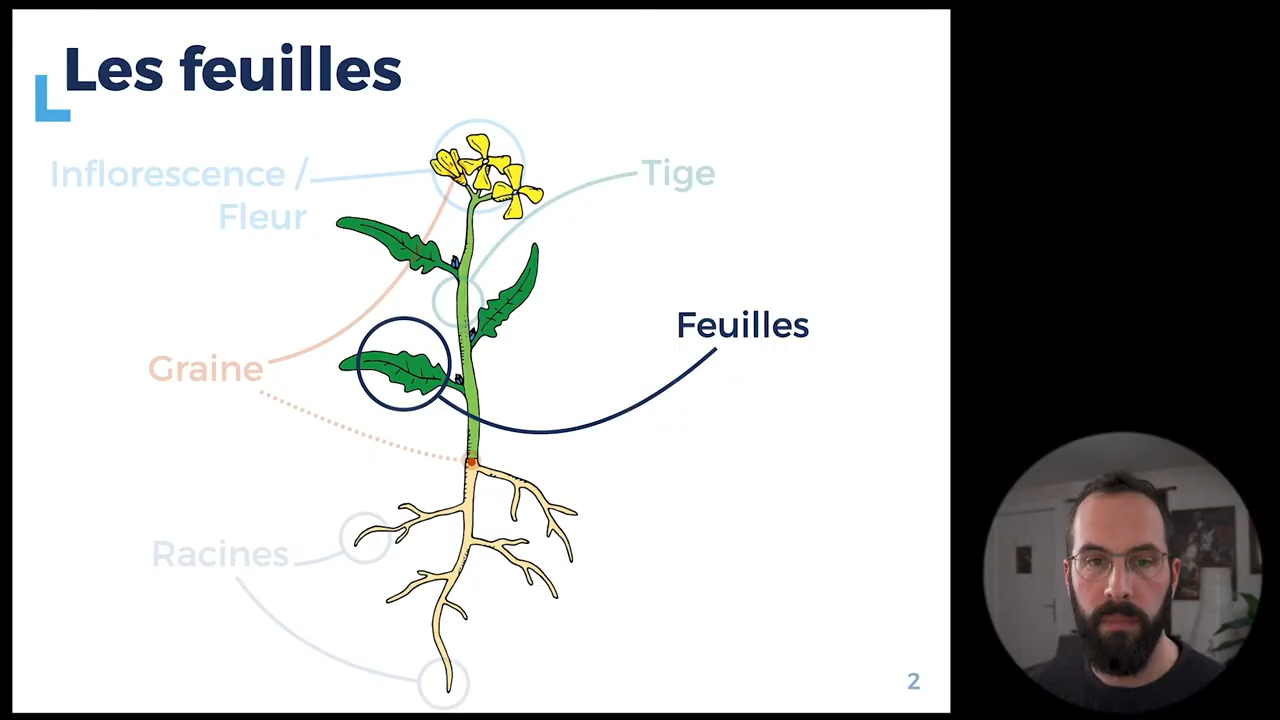 Les feuilles
Inflorescence /
Fleur
Tige
Feuilles
Graine
Racines
2